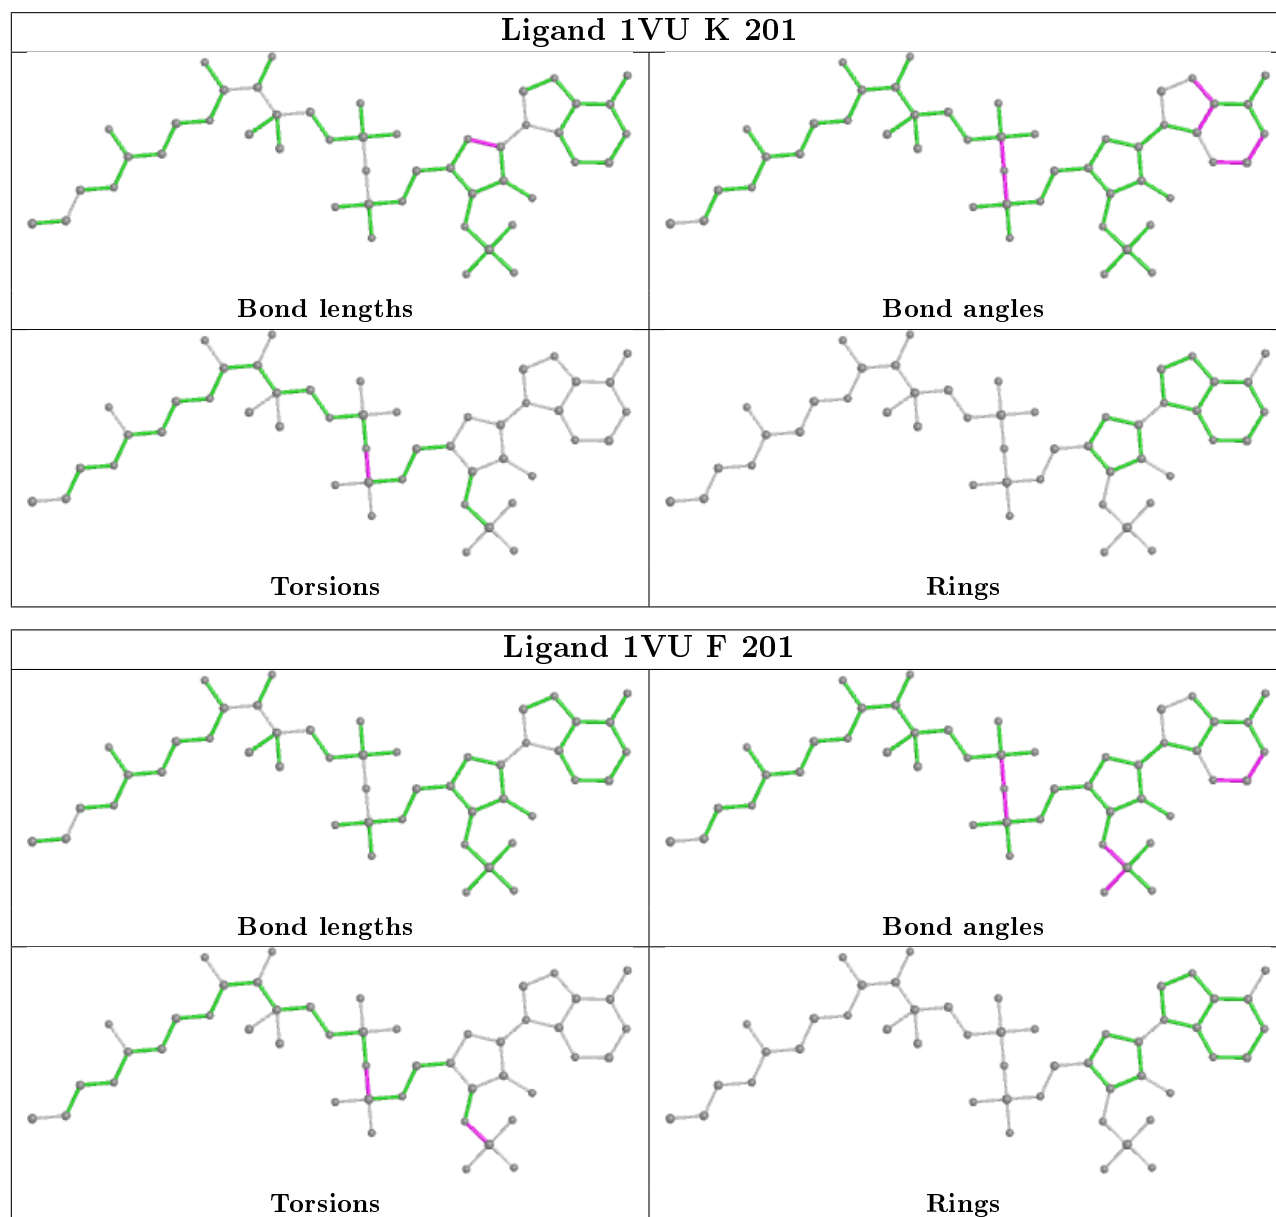 Ligand 1VU K 201
Bond lengths
Bond angles
Torsions
Rings
Ligand 1VU F 201
Bond lengths
Bond angles
Torsions
Rings